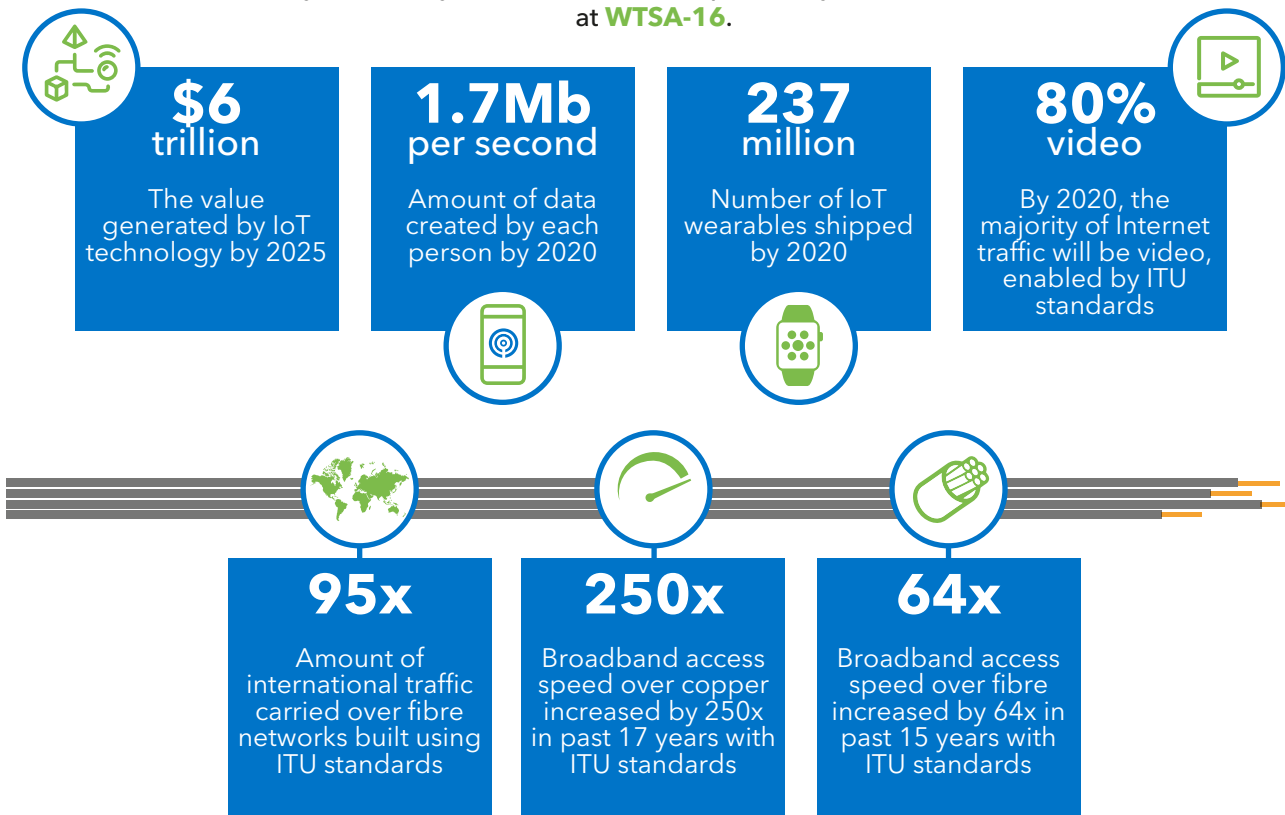 at WTSA-16.
$6
trillion
The value
generated by IoT
technology by 2025
1.7Mb
per second
Amount of data
created by each
person by 2020
237
million
Number of IoT
wearables shipped
by 2020
80%
video
By 2020, the
majority of Internet
traffic will be video,
enabled by ITU
standards
95x
Amount of
international traffic
carried over fibre
networks built using
ITU standards
250x
Broadband access
speed over copper
increased by 250x
in past 17 years with
ITU standards
64x
Broadband access
speed over fibre
increased by 64x in
past 15 years with
ITU standards